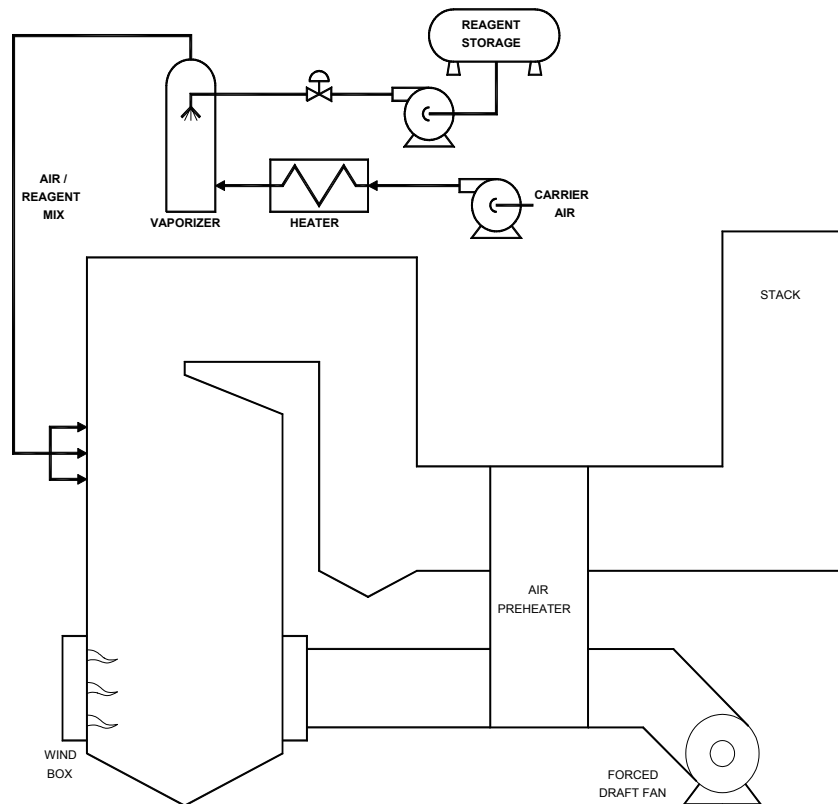 REAGENT
STORAGE
AIR /
REAGENT
MIX
VAPORIZER
HEATER
CARRIER
AIR
STACK
AIR
PREHEATER
WIND
BOX
FORCED
DRAFT FAN